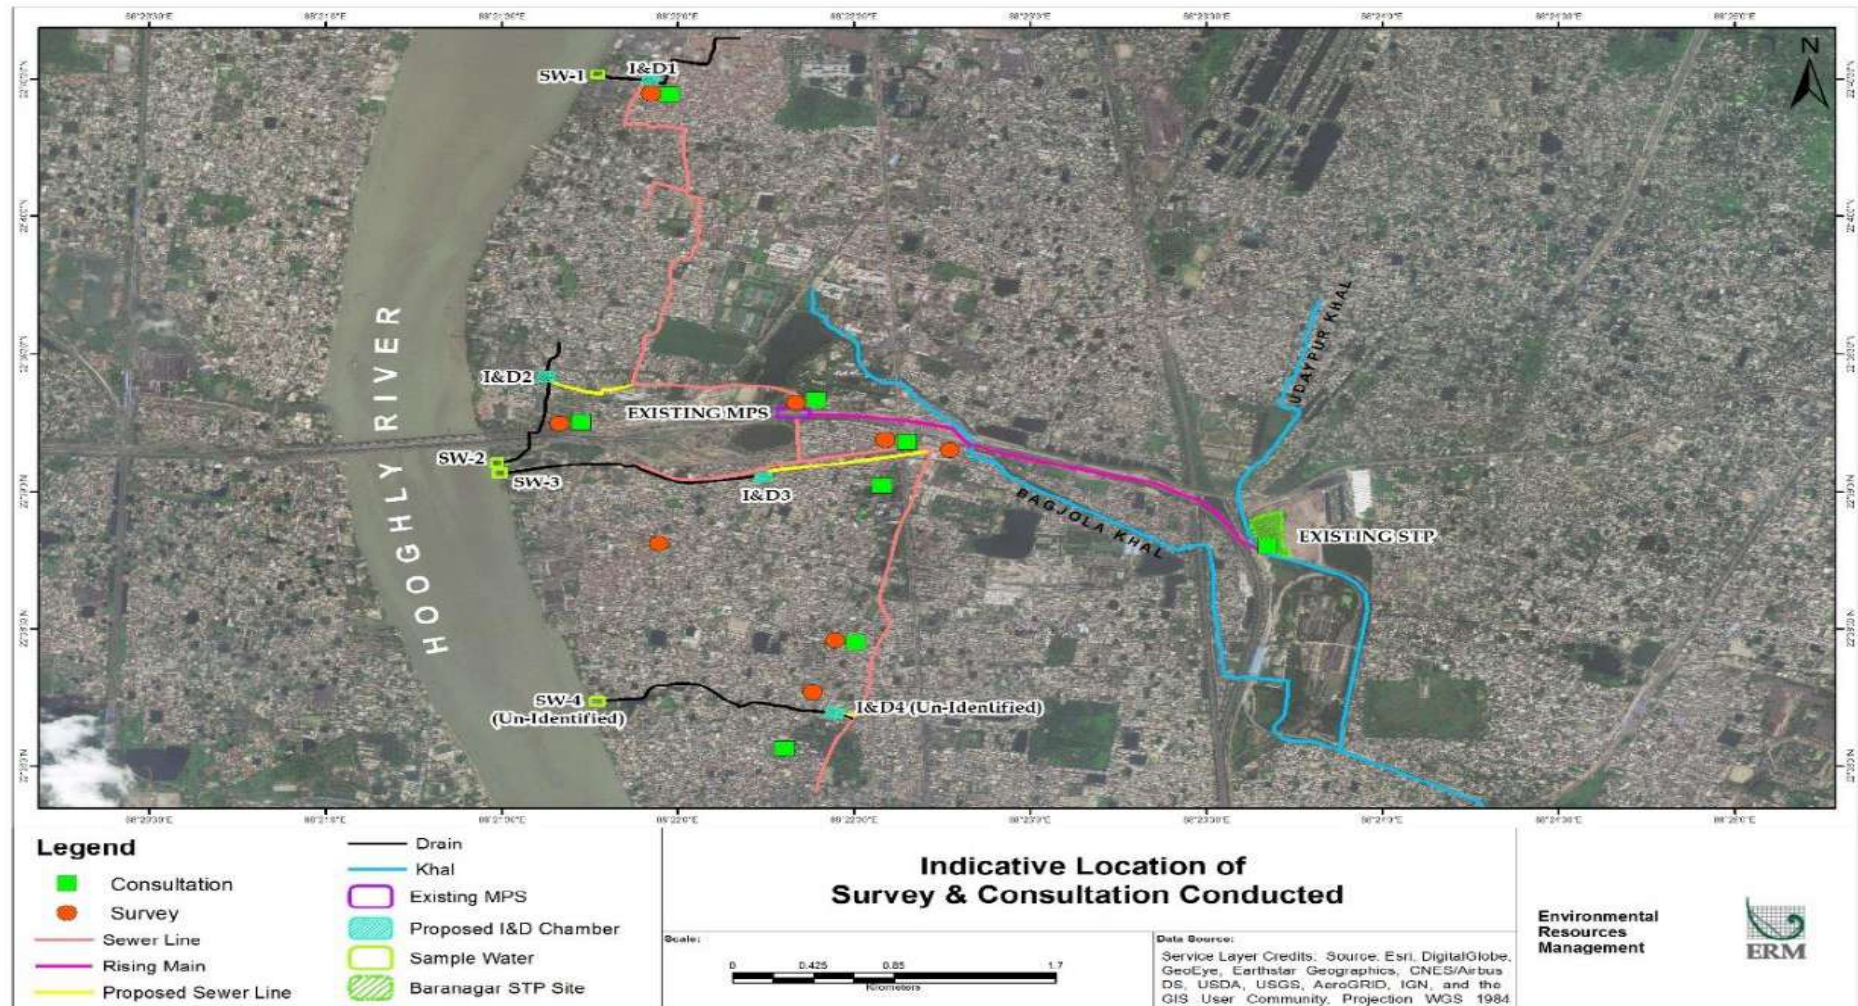 N
SW-1
I&D1
HOOGHLY RIVER
UDAYPUR KHAL
I&D2
EXISTING MPS
SW-2
SW-3
I&D3
BAGJOLA KHAL
EXISTING STP
SW-4
(Un-Identified)
I&D4 (Un-Identified)
Legend
Consultation
Survey
Sewer Line
Rising Main
Proposed Sewer Line
Drain
Khal
Existing MPS
Proposed I&D Chamber
Sample Water
Baranagar STP Site
Indicative Location of
Survey & Consultation Conducted
Scale:
0 0.425 0.85 1.7
Kilometers
Data Source:
Service Layer Credits: Source: Esri, DigitalGlobe,
GeoEye, Earthstar Geographics, CNES/Airbus
DS, USDA, USGS, AeroGRID, IGN, and the
GIS User Community, Projection WGS 1984
Environmental
Resources
Management
ERM